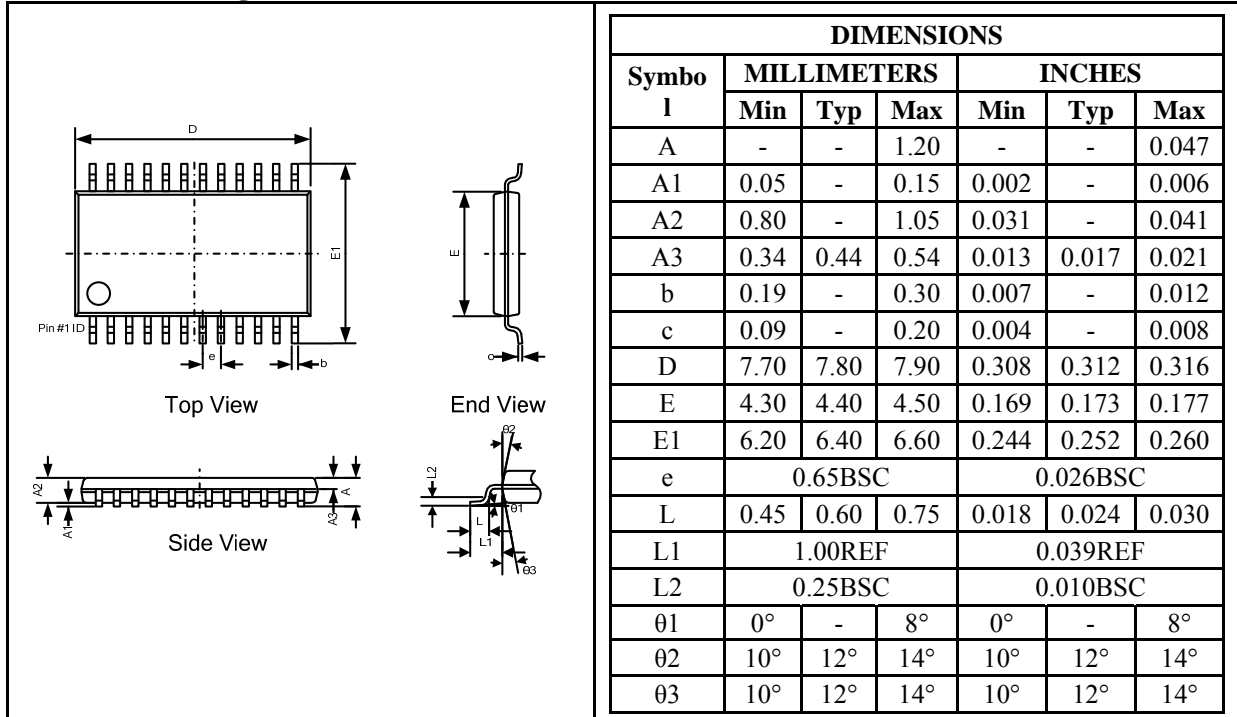 D
E1
E
Pin #1 ID
e
b
c
Top View
End View
A2
A1
A3
A
Side View
L2
θ2
θ1
L
L1
θ3
DIMENSIONS
Symbo
l
MILLIMETERS INCHES
Min Typ Max Min Typ Max
A - - 1.20 - - 0.047
A1 0.05 - 0.15 0.002 - 0.006
A2 0.80 - 1.05 0.031 - 0.041
A3 0.34 0.44 0.54 0.013 0.017 0.021
b 0.19 - 0.30 0.007 - 0.012
c 0.09 - 0.20 0.004 - 0.008
D 7.70 7.80 7.90 0.308 0.312 0.316
E 4.30 4.40 4.50 0.169 0.173 0.177
E1 6.20 6.40 6.60 0.244 0.252 0.260
e 0.65BSC 0.026BSC
L 0.45 0.60 0.75 0.018 0.024 0.030
L1 1.00REF 0.039REF
L2 0.25BSC 0.010BSC
θ1 0° - 8° 0° - 8°
θ2 10° 12° 14° 10° 12° 14°
θ3 10° 12° 14° 10° 12° 14°